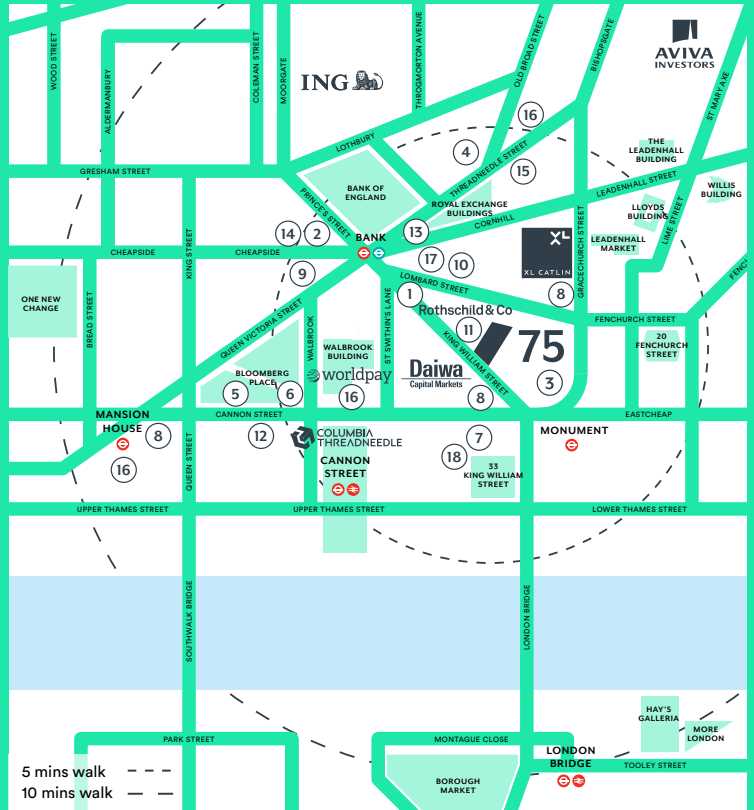 WOOD STREET
ALDERMANBURY
COLEMAN STREET
MOORGATE
ING
THROGMORTON AVENUE
OLD BROAD STREET
BISHOPSGATE
AVIVA
INVESTORS
ST MARY AXE
16
LOTHBURY
4
THREADNEEDLE STREET
15
THE
LEADENHALL
BUILDING
GRESHAM STREET
LEADENHALL STREET
WILLIS
BUILDING
BANK OF
ENGLAND
PRINCE'S STREET
ROYAL EXCHANGE
BUILDINGS
CORNHILL
LLOYDS
BUILDING
LIME STREET
14
2
BANK
13
KING STREET
CHEAPSIDE
CHEAPSIDE
XL
XL CATLIN
GRACECHURCH STREET
LEADENHALL
MARKET
17
10
9
LOMBARD STREET
8
FENC
ONE NEW
CHANGE
BREAD STREET
1
Rothschild & Co
QUEEN VICTORIA STREET
WALBROOK
ST SWITHIN'S LANE
11
KING WILLIAM STREET
75
FENCHURCH STREET
20
FENCHURCH
STREET
WALBROOK
BUILDING
BLOOMBERG
PLACE
worldpay
Daiwa
Capital Markets
3
5
6
16
8
MANSION
HOUSE
CANNON STREET
EASTCHEAP
8
12
COLUMBIA
THREADNEEDLE
7
MONUMENT
16
QUEEN STREET
CANNON
STREET
18
33
KING WILLIAM
STREET
UPPER THAMES STREET
UPPER THAMES STREET
LOWER THAMES STREET
SOUTHWALK BRIDGE
LONDON BRIDGE
HAY'S
GALLERIA
MORE
LONDON
PARK STREET
MONTAGUE CLOSE
LONDON
BRIDGE
TOOLEY STREET
5 mins walk
10 mins walk
BOROUGH
MARKET